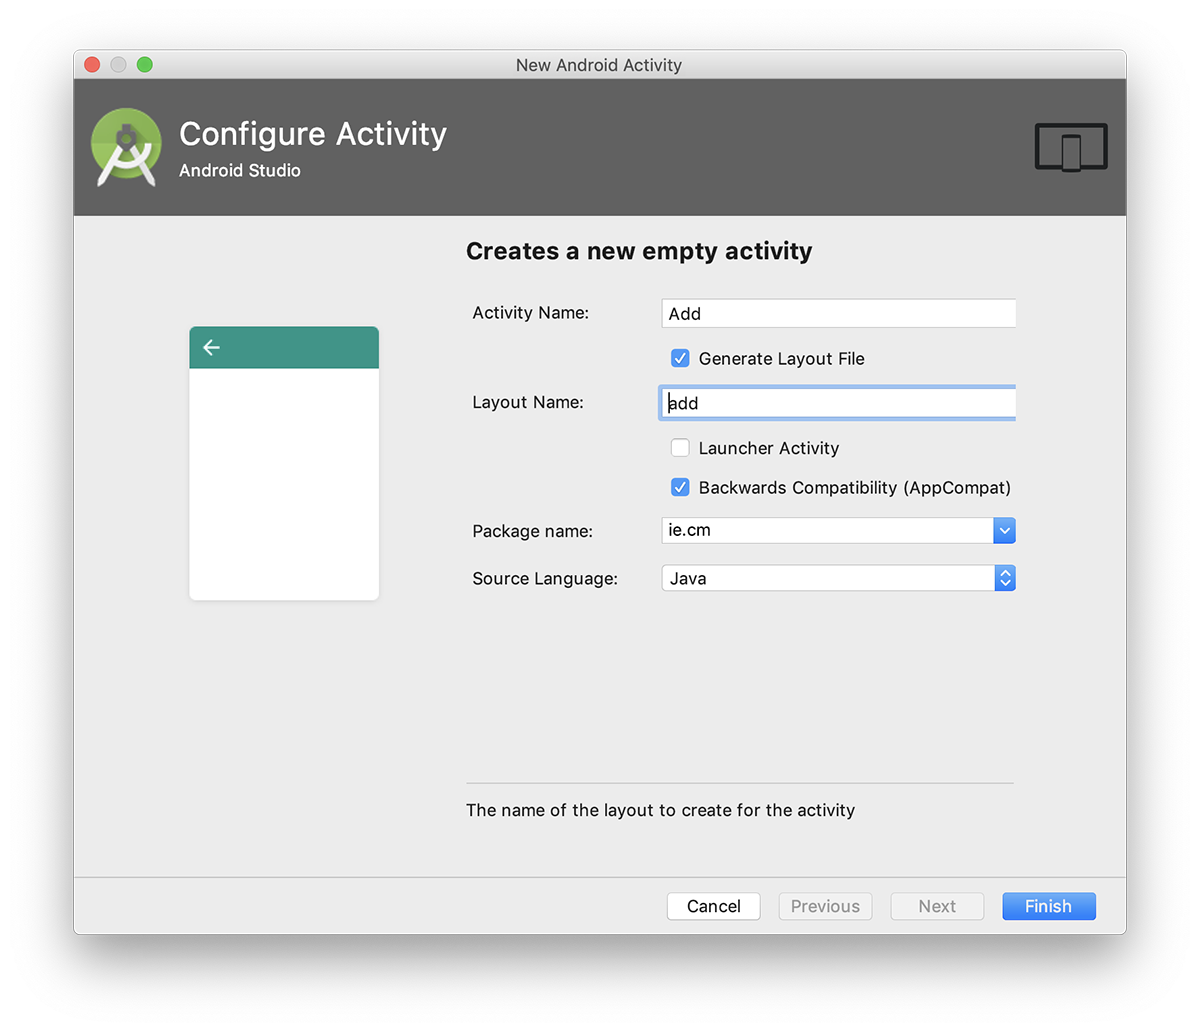 New Android Activity
Configure Activity
Android Studio
Creates a new empty activity
Activity Name: Add
Generate Layout File
Layout Name: add
Launcher Activity
Backwards Compatibility (AppCompat)
Package name: ie.cm
Source Language: Java
The name of the layout to create for the activity
Cancel Previous Next Finish